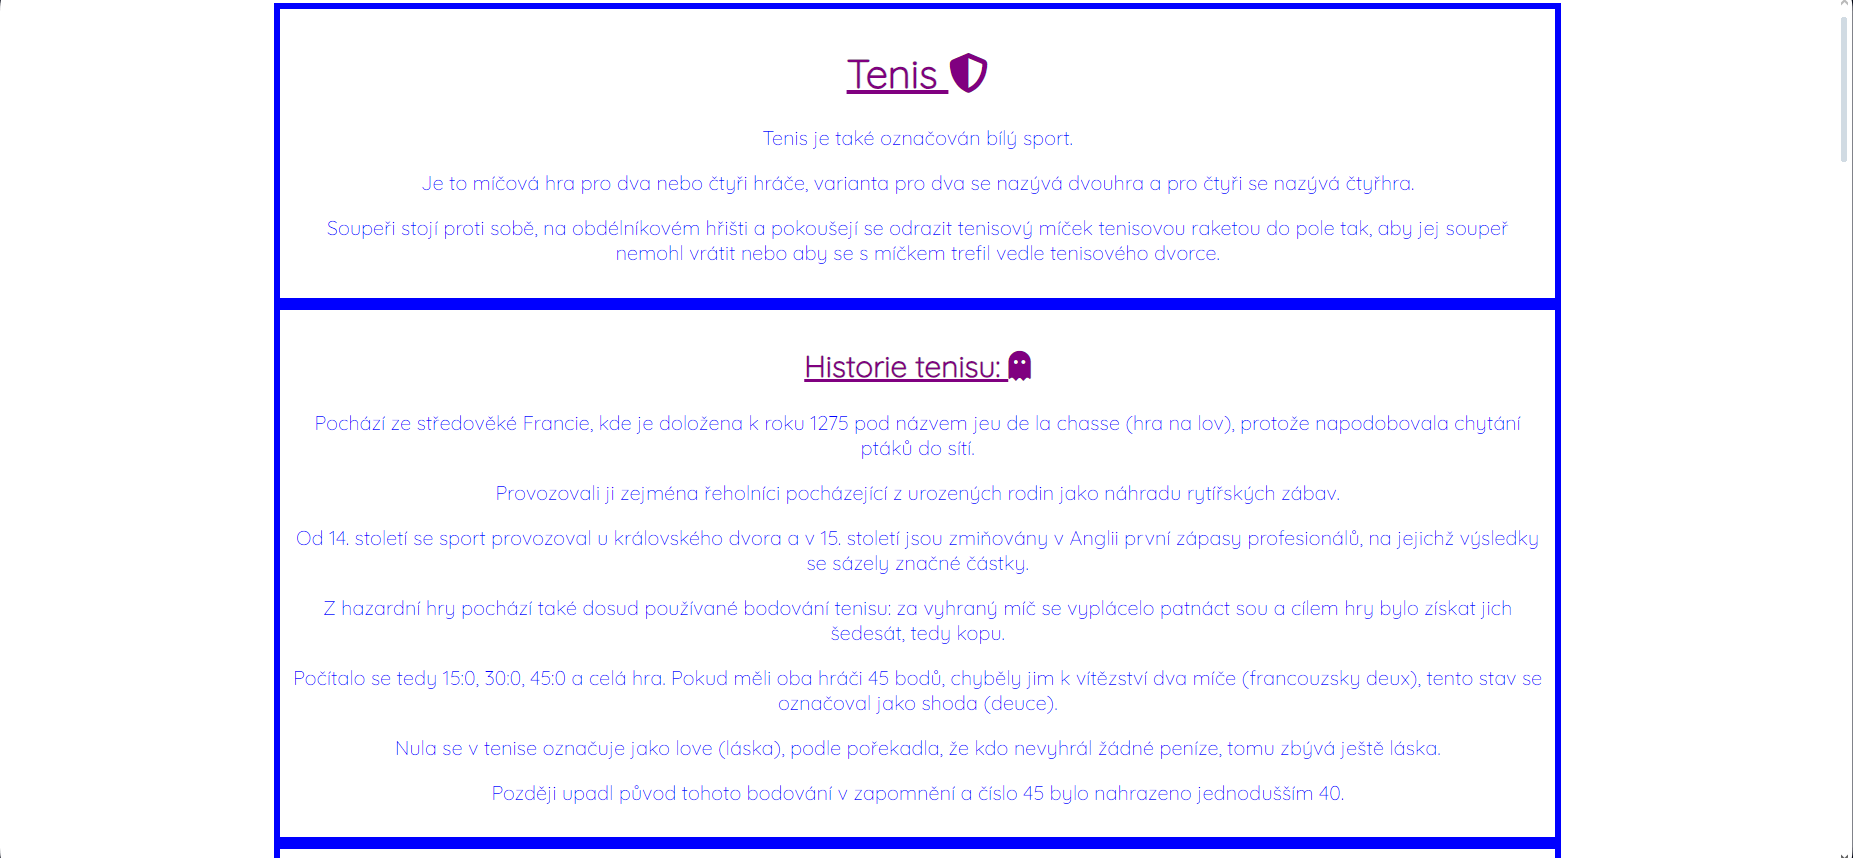 Tenis
Tenis je také označován bílý sport.
Je to míčová hra pro dva nebo čtyři hráče, varianta pro dva se nazývá dvouhra a pro čtyři se nazývá čtyřhra.
Soupeři stojí proti sobě, na obdélníkovém hřišti a pokoušejí se odrazit tenisový míček tenisovou raketou do pole tak, aby jej soupeř
nemohl vrátit nebo aby se s míčkem trefil vedle tenisového dvorce.
Historie tenisu:
Pochází ze středověké Francie, kde je doložena k roku 1275 pod názvem jeu de la chasse (hra na lov), protože napodobovala chytání
ptáků do sítí.
Provozovali ji zejména řeholníci pocházející z urozených rodin jako náhradu rytířských zábav.
Od 14. století se sport provozoval u královského dvora a v 15. století jsou zmiňovány v Anglii první zápasy profesionálů, na jejichž výsledky
se sázely značné částky.
Z hazardní hry pochází také dosud používané bodování tenisu: za vyhraný míč se vyplácelo patnáct sou a cílem hry bylo získat jich
šedesát, tedy kopu.
Počítalo se tedy 15:0, 30:0, 45:0 a celá hra. Pokud měli oba hráči 45 bodů, chyběly jim k vítězství dva míče (francouzsky deux), tento stav se
označoval jako shoda (deuce).
Nula se v tenise označuje jako love (láska), podle pořekadla, že kdo nevyhrál žádné peníze, tomu zbývá ještě láska.
Později upadl původ tohoto bodování v zapomnění a číslo 45 bylo nahrazeno jednodušším 40.